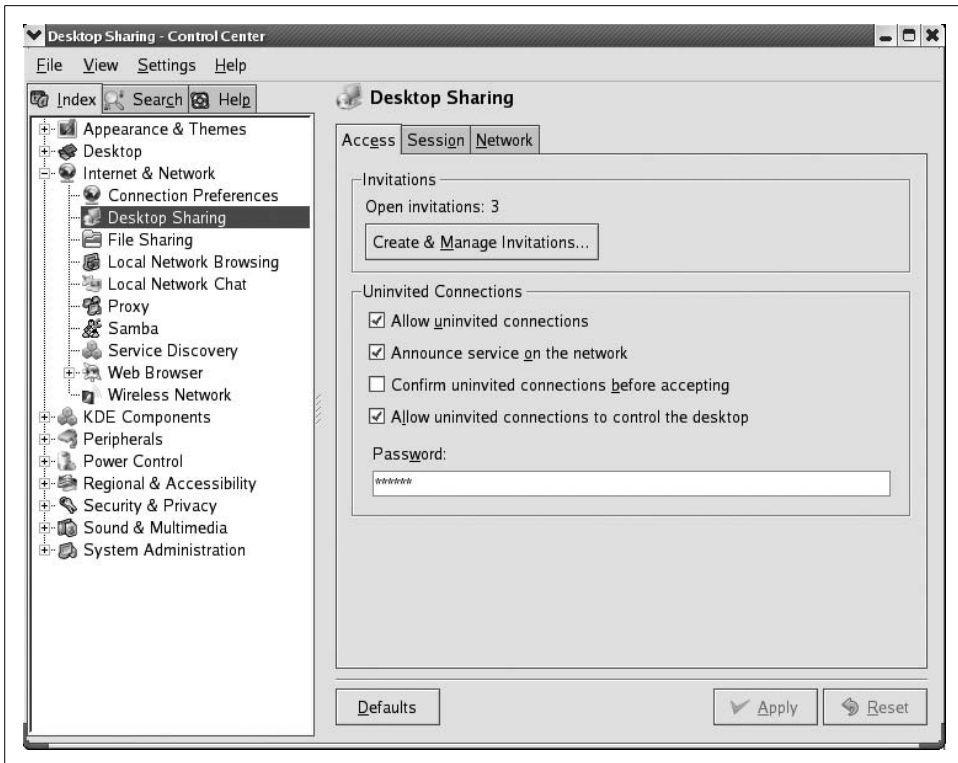 Desktop Sharing - Control Center
File View Settings Help
Index Search Help
Appearance & Themes
Desktop
Internet & Network
Connection Preferences
Desktop Sharing
File Sharing
Local Network Browsing
Local Network Chat
Proxy
Samba
Service Discovery
Web Browser
Wireless Network
KDE Components
Peripherals
Power Control
Regional & Accessibility
Security & Privacy
Sound & Multimedia
System Administration
Desktop Sharing
Access Session Network
Invitations
Open invitations: 3
Create & Manage Invitations...
Uninvited Connections
Allow uninvited connections
Announce service on the network
Confirm uninvited connections before accepting
Allow uninvited connections to control the desktop
Password:
******
Defaults Apply Reset